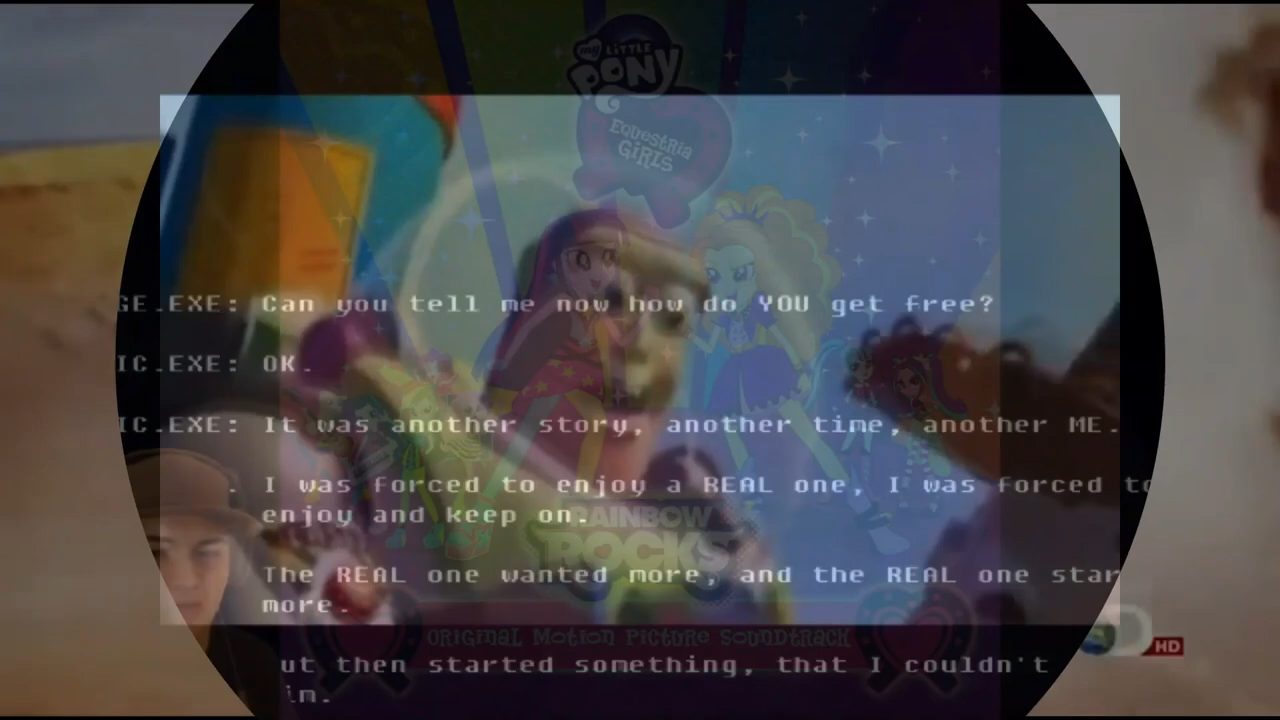 my LITTLE
PONY
EQUESTRIA
GIRLS
GE.EXE: Can you tell me now how do YOU get free?
IC.EXE: OK.
IC.EXE: It was another story, another time, another ME.
. I was forced to enjoy a REAL one, I was forced to
enjoy and keep on.
RAINBOW
ROCKS
The REAL one wanted more, and the REAL one star
more.
ORIGINAL MOTION PICTURE SOUNDTRACK
HD
ut then started something, that I couldn't
im.